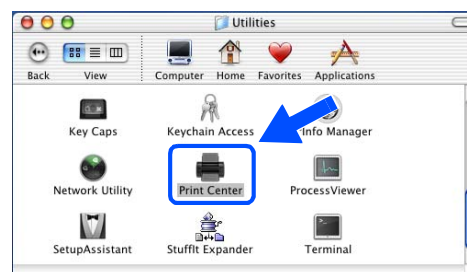 Utilities
Back View Computer Home Favorites Applications
Key Caps Keychain Access Info Manager
Network Utility Print Center ProcessViewer
SetupAssistant StuffIt Expander Terminal